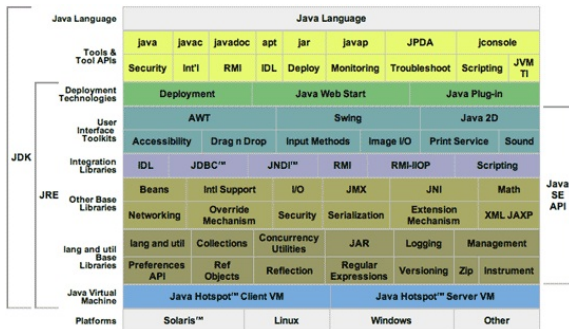 Java Language Java Language
Tools &
Tool APIs
java javac javadoc apt jar javap JPDA jconsole
Security Int'l RMI IDL Deploy Monitoring Troubleshoot Scripting JVM TI
Deployment
Technologies
Deployment Java Web Start Java Plug-in
User
Interface
Toolkits
AWT Swing Java 2D
Accessibility Drag n Drop Input Methods Image I/O Print Service Sound
Integration
Libraries
IDL JDBC™ JNDI™ RMI RMI-IIOP Scripting
Other Base
Libraries
Beans Intl Support I/O JMX JNI Math
Networking Override Mechanism Security Serialization Extension Mechanism XML JAXP
lang and util
Base
Libraries
lang and util Collections Concurrency Utilities JAR Logging Management
Preferences API Ref Objects Reflection Regular Expressions Versioning Zip Instrument
Java Virtual
Machine
Java Hotspot™ Client VM Java Hotspot™ Server VM
Platforms Solaris™ Linux Windows Other
JDK
JRE
Java
SE
API